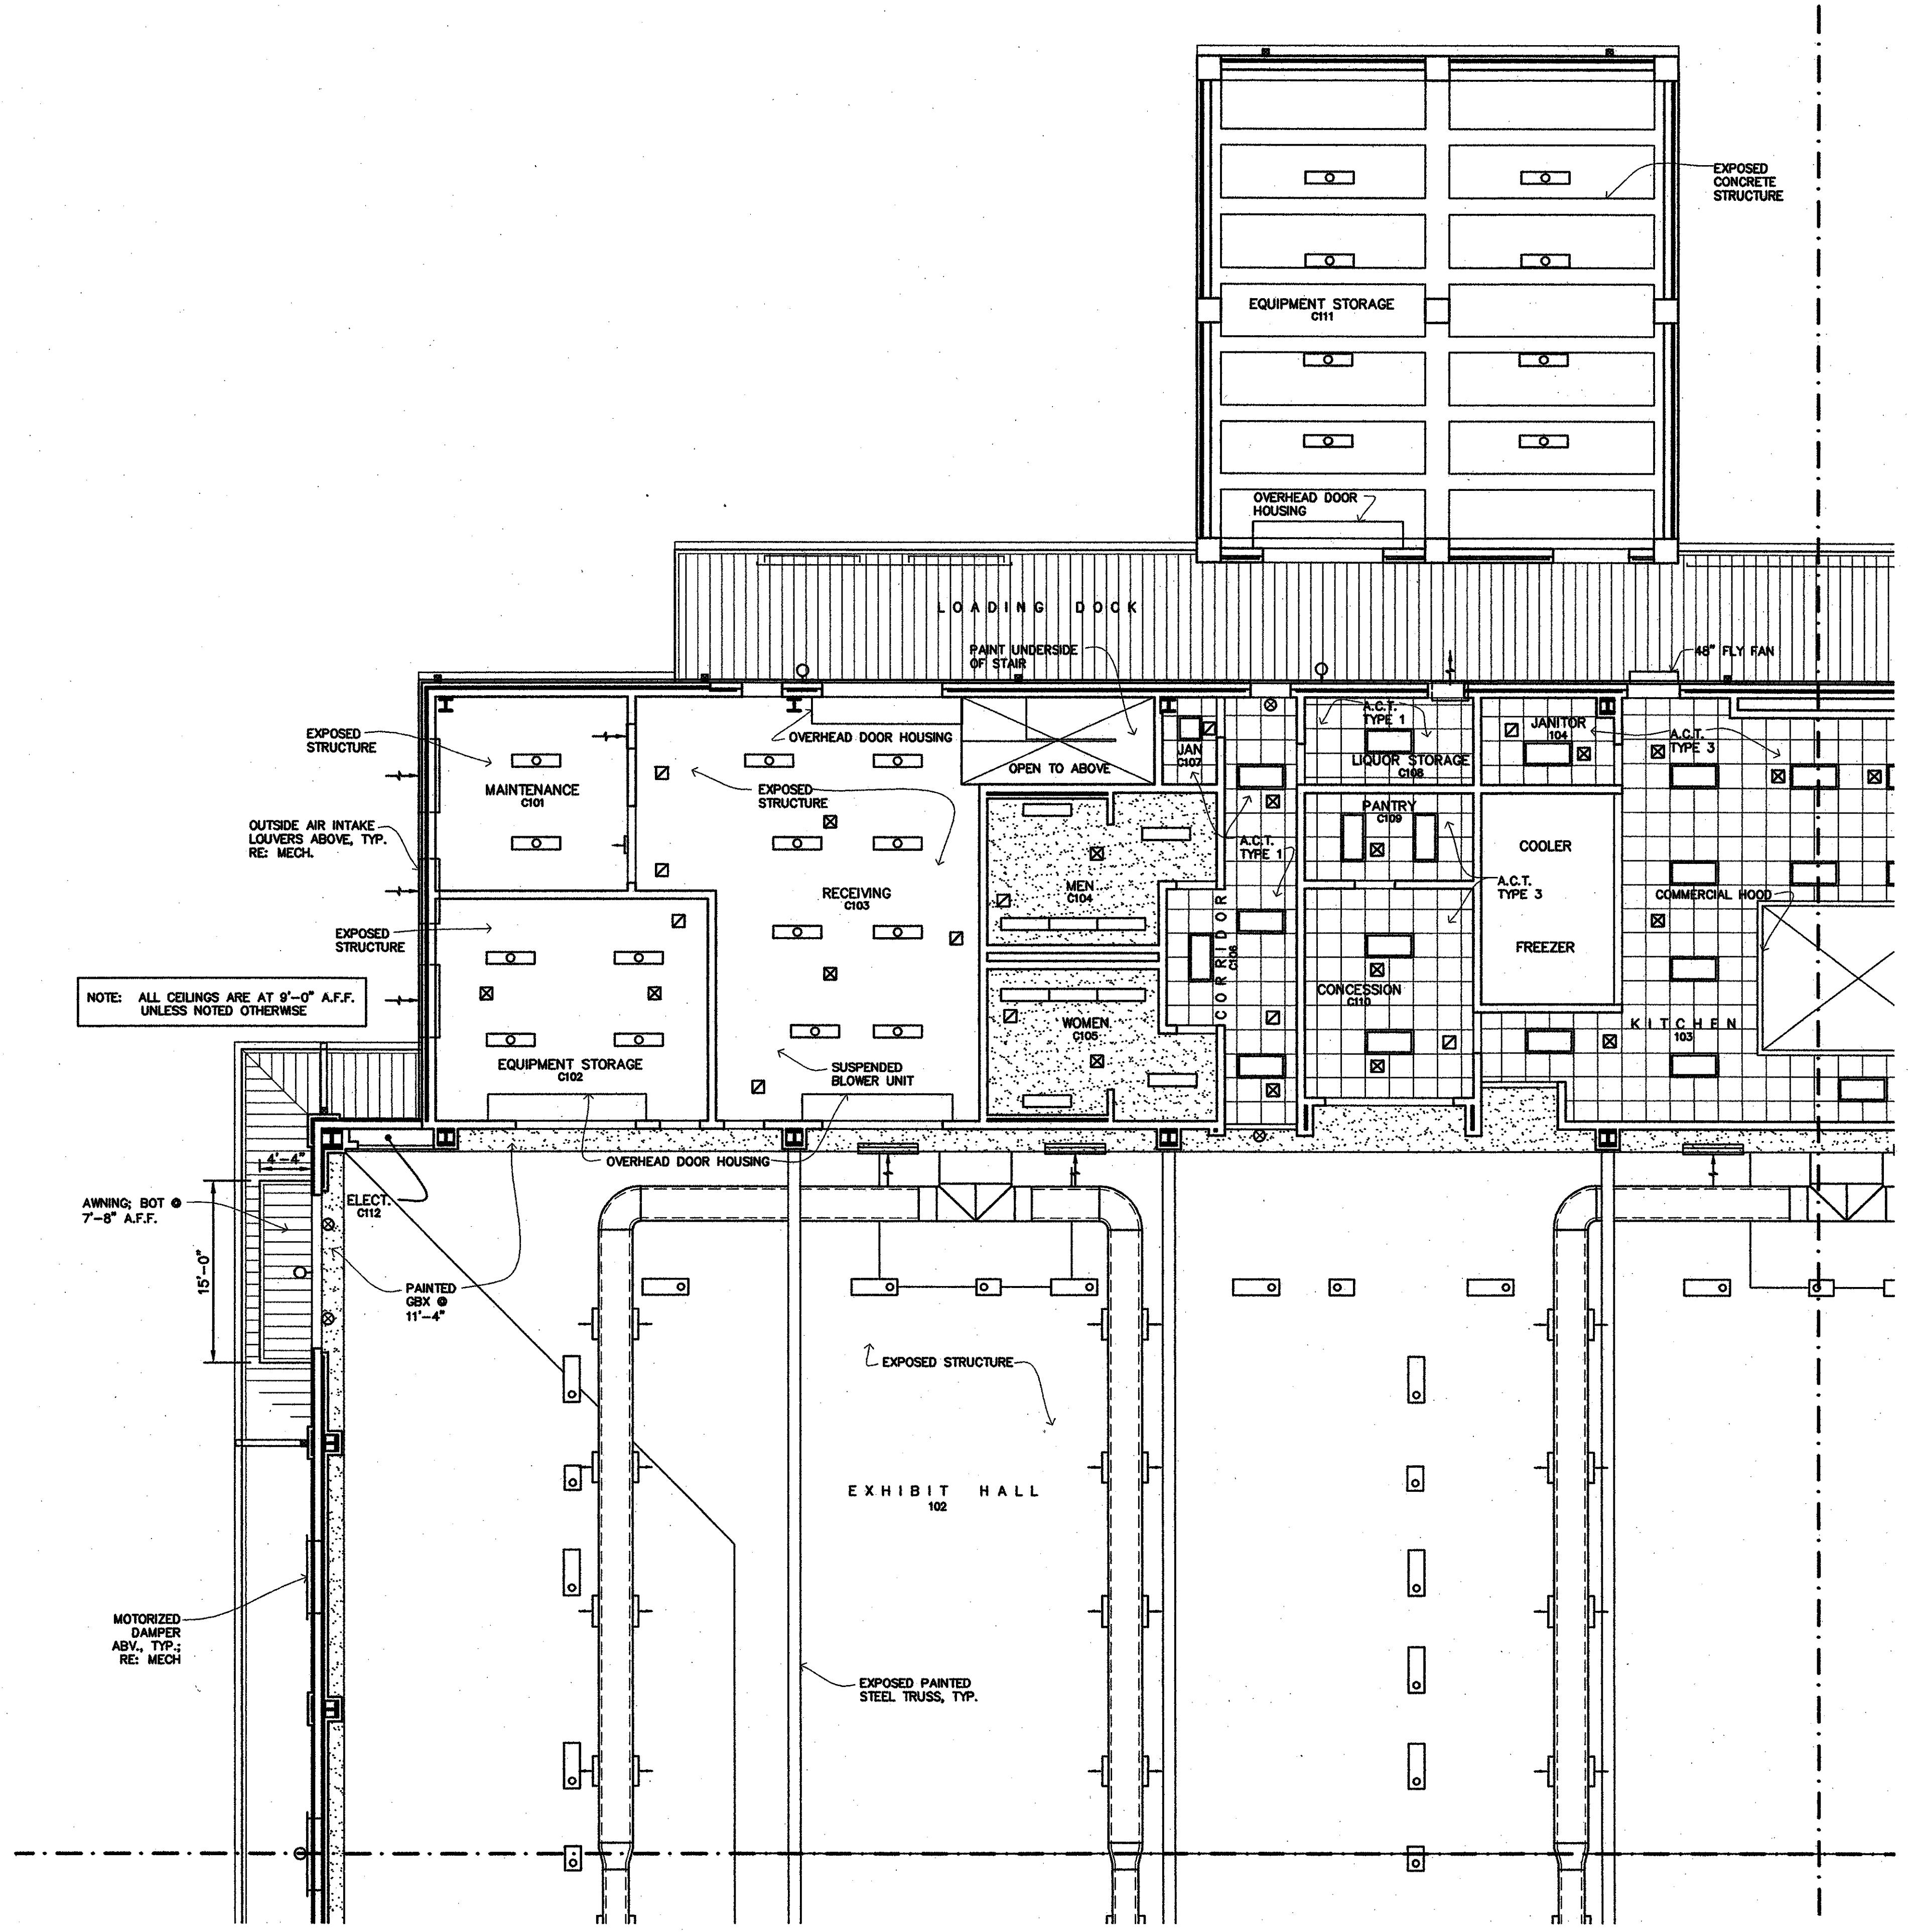 EXPOSED
CONCRETE
STRUCTURE
EQUIPMENT STORAGE
C111
OVERHEAD DOOR
HOUSING
LOADING DOCK
PAINT UNDERSIDE
OF STAIR
48" FLY FAN
EXPOSED
STRUCTURE
MAINTENANCE
C101
OVERHEAD DOOR HOUSING
OPEN TO ABOVE
JAN
C107
A.C.T.
TYPE 1
LIQUOR STORAGE
C108
JANITOR
104
A.C.T.
TYPE 3
EXPOSED
STRUCTURE
OUTSIDE AIR INTAKE
LOUVERS ABOVE, TYP.
RE: MECH.
PANTRY
C109
A.C.T.
TYPE 1
COOLER
RECEIVING
C103
MEN
C104
A.C.T.
TYPE 3
COMMERCIAL HOOD
EXPOSED
STRUCTURE
CORRIDOR
C106
FREEZER
NOTE: ALL CEILINGS ARE AT 9'-0" A.F.F.
UNLESS NOTED OTHERWISE
CONCESSION
C110
WOMEN
C105
KITCHEN
103
EQUIPMENT STORAGE
C102
SUSPENDED
BLOWER UNIT
4'-4"
OVERHEAD DOOR HOUSING
AWNING; BOT @
7'-8" A.F.F.
ELECT.
C112
15'-0"
PAINTED
GBX @
11'-4"
EXPOSED STRUCTURE
EXHIBIT HALL
102
MOTORIZED
DAMPER
ABV., TYP.;
RE: MECH
EXPOSED PAINTED
STEEL TRUSS, TYP.